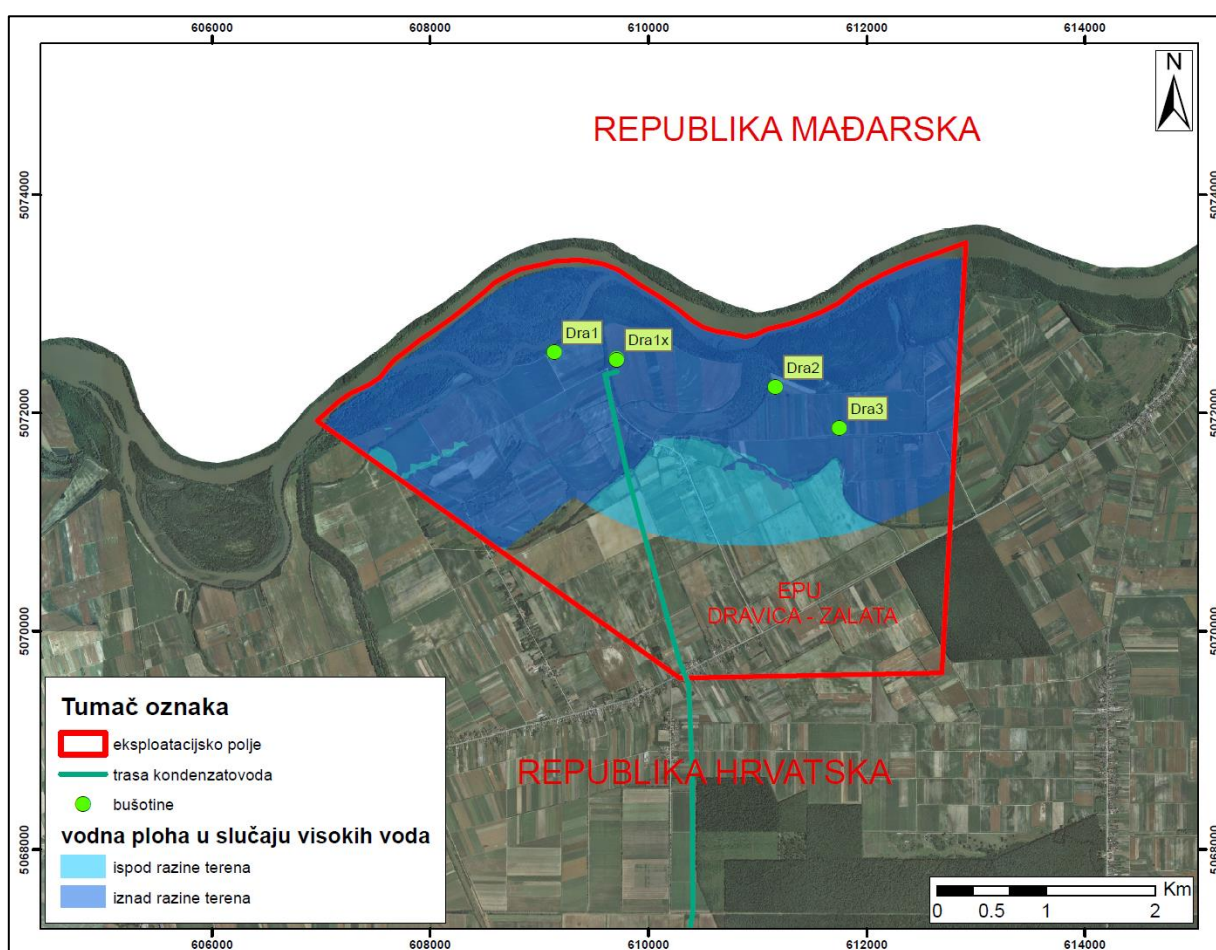 606000 608000 610000 612000 614000
N
REPUBLIKA MAĐARSKA
5074000 5074000
Dra1
Dra1x
Dra2
Dra3
5072000 5072000
EPU
DRAVICA - ZALATA
5070000 5070000
REPUBLIKA HRVATSKA
5068000 5068000
Tumač oznaka
eksploatacijsko polje
trasa kondenzatovoda
bušotine
vodna ploha u slučaju visokih voda
ispod razine terena
iznad razine terena
Km
0 0.5 1 2
606000 608000 610000 612000 614000